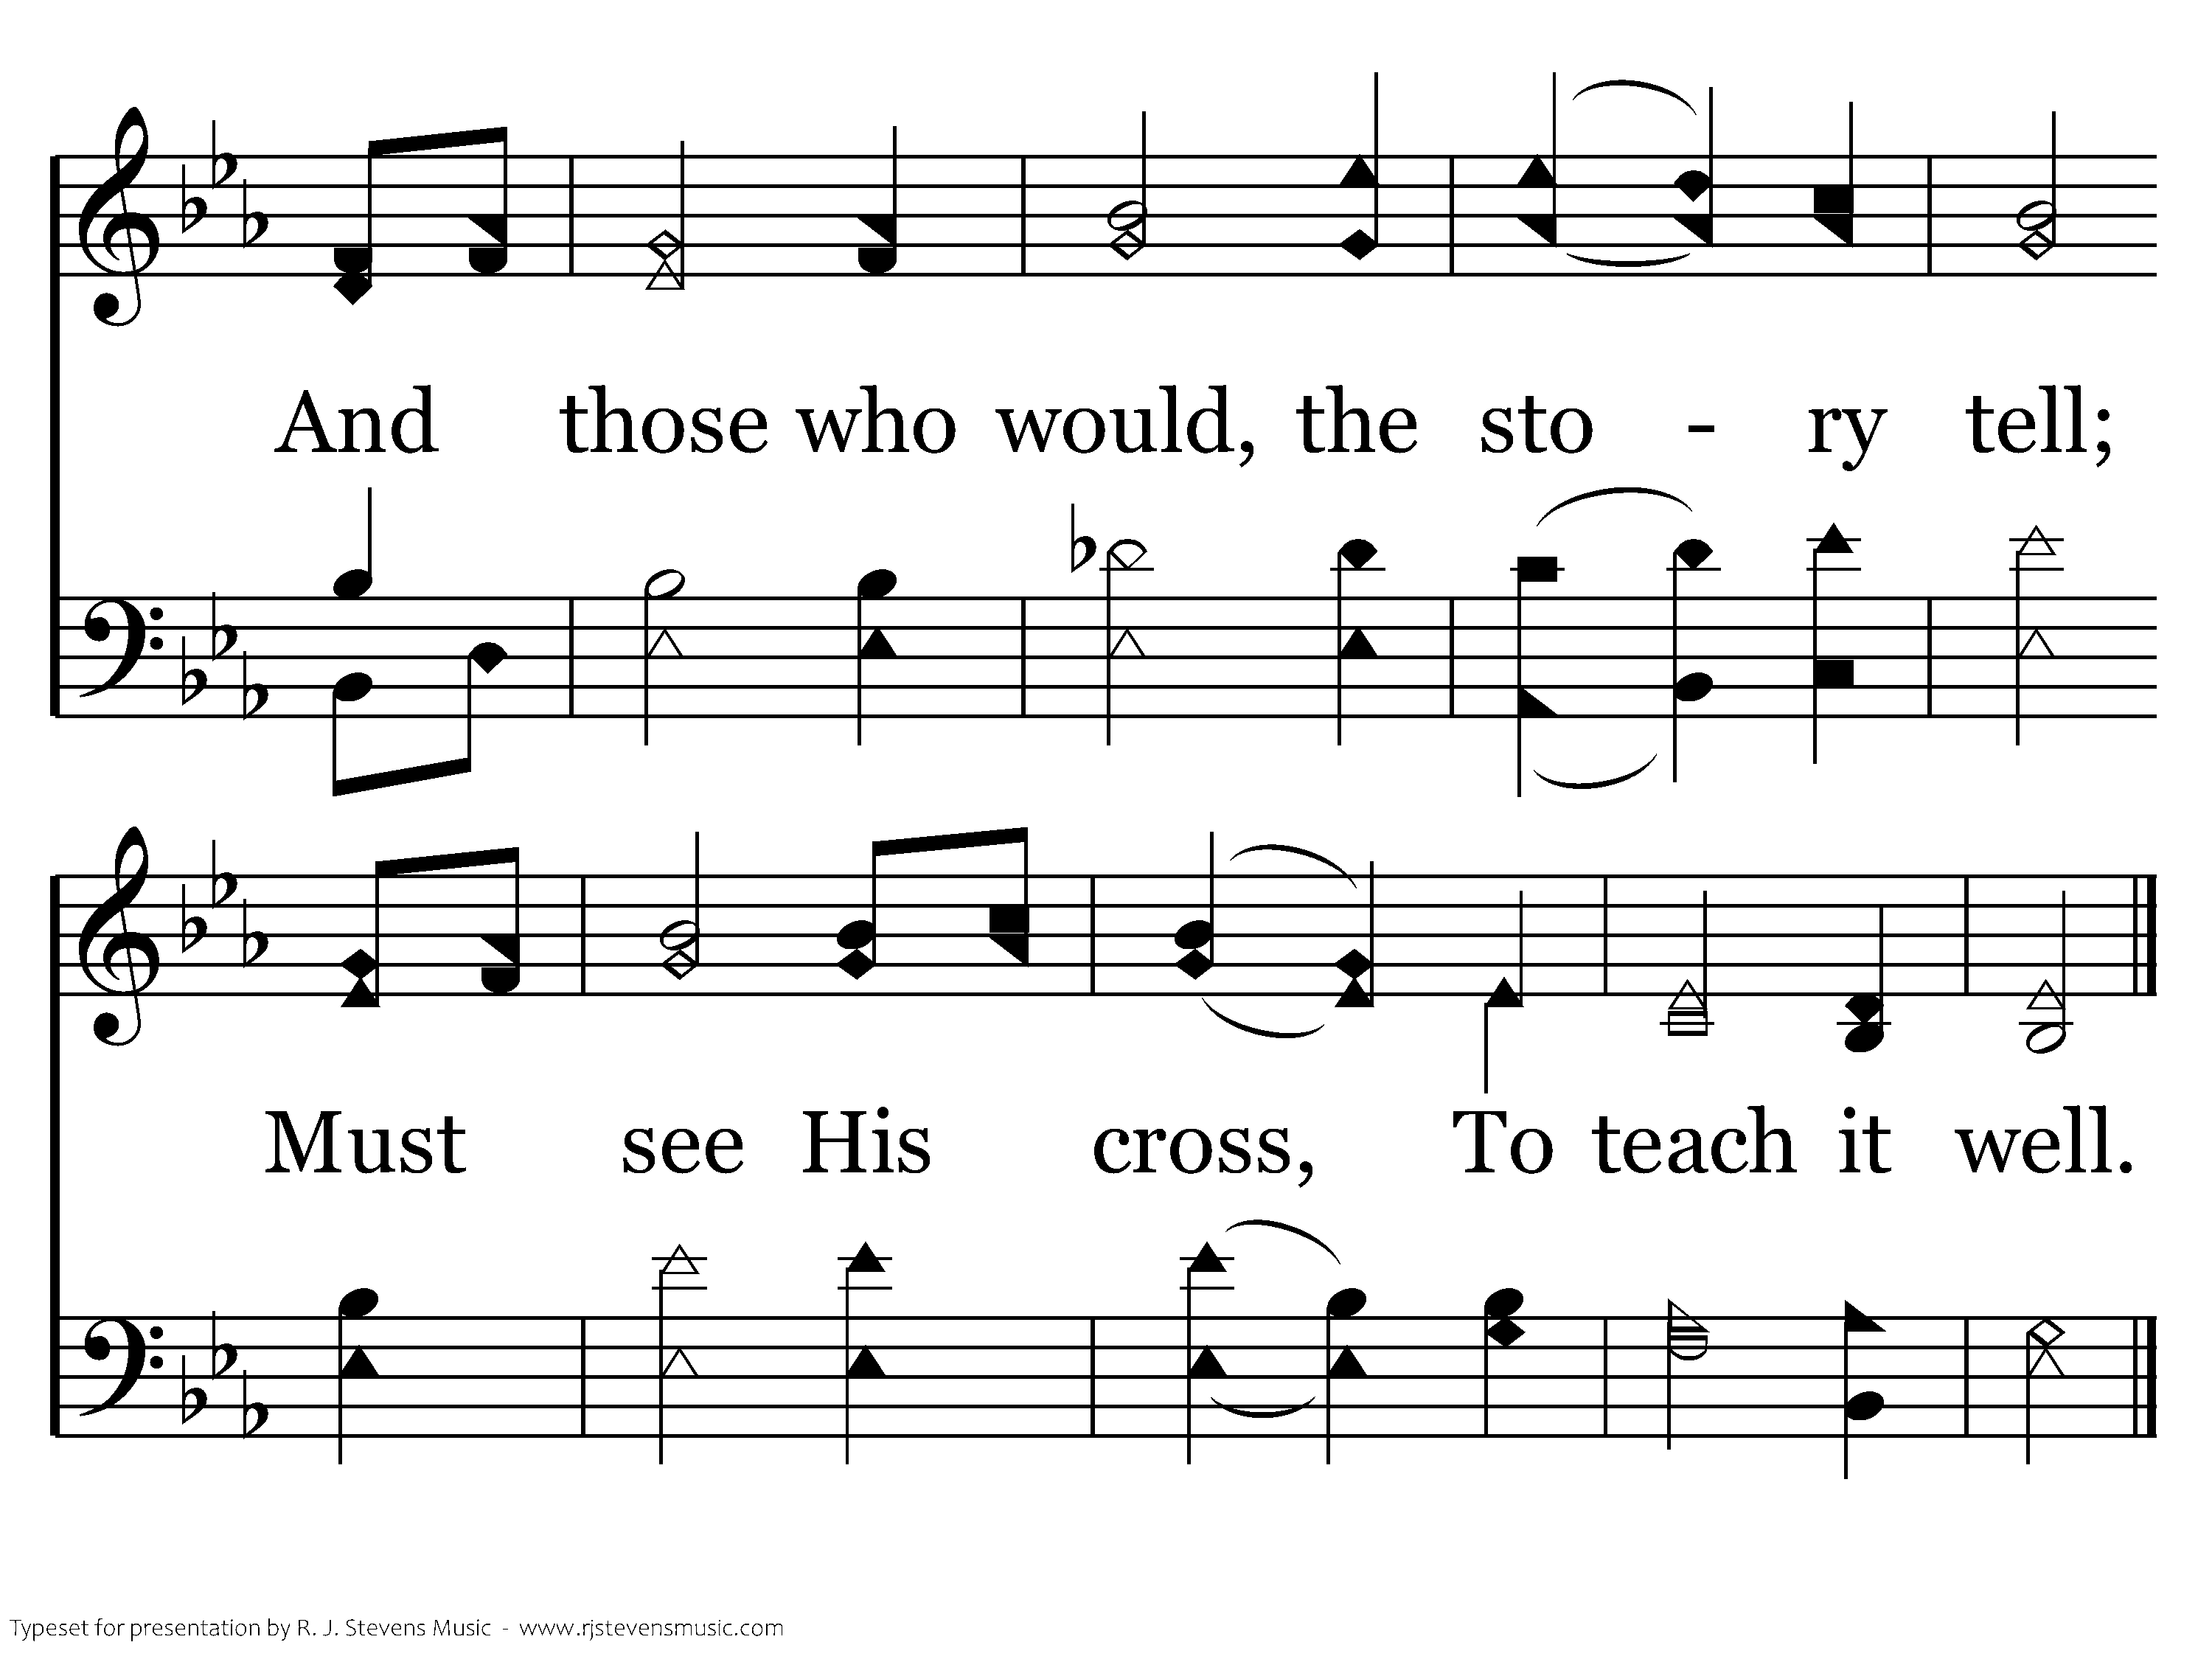 And those who would, the sto - ry tell;
Must see His cross, To teach it well.
Typeset for presentation by R. J. Stevens Music - www.rjstevensmusic.com